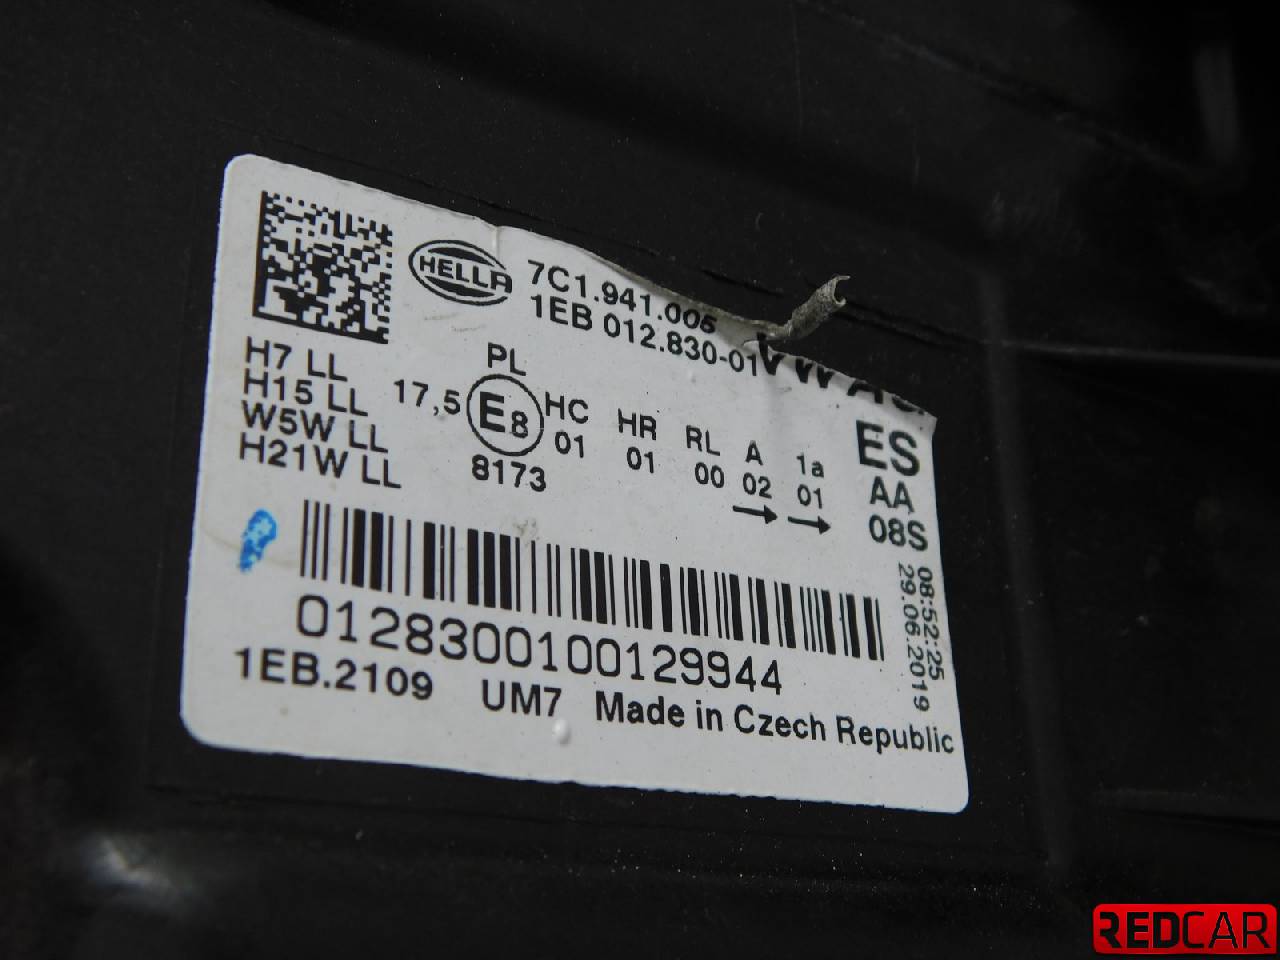 HELLA
7C1.941.005
1EB 012.830-01
VW AG.
H7 LL
H15 LL
W5W LL
H21W LL
PL
17,5 E8 HC HR RL A 1a
01 01 00 02 01
8173
→ →
ES
AA
08S
08:52:25
29.06.2019
0128300100129944
1EB.2109 UM7 Made in Czech Republic
REDCAR